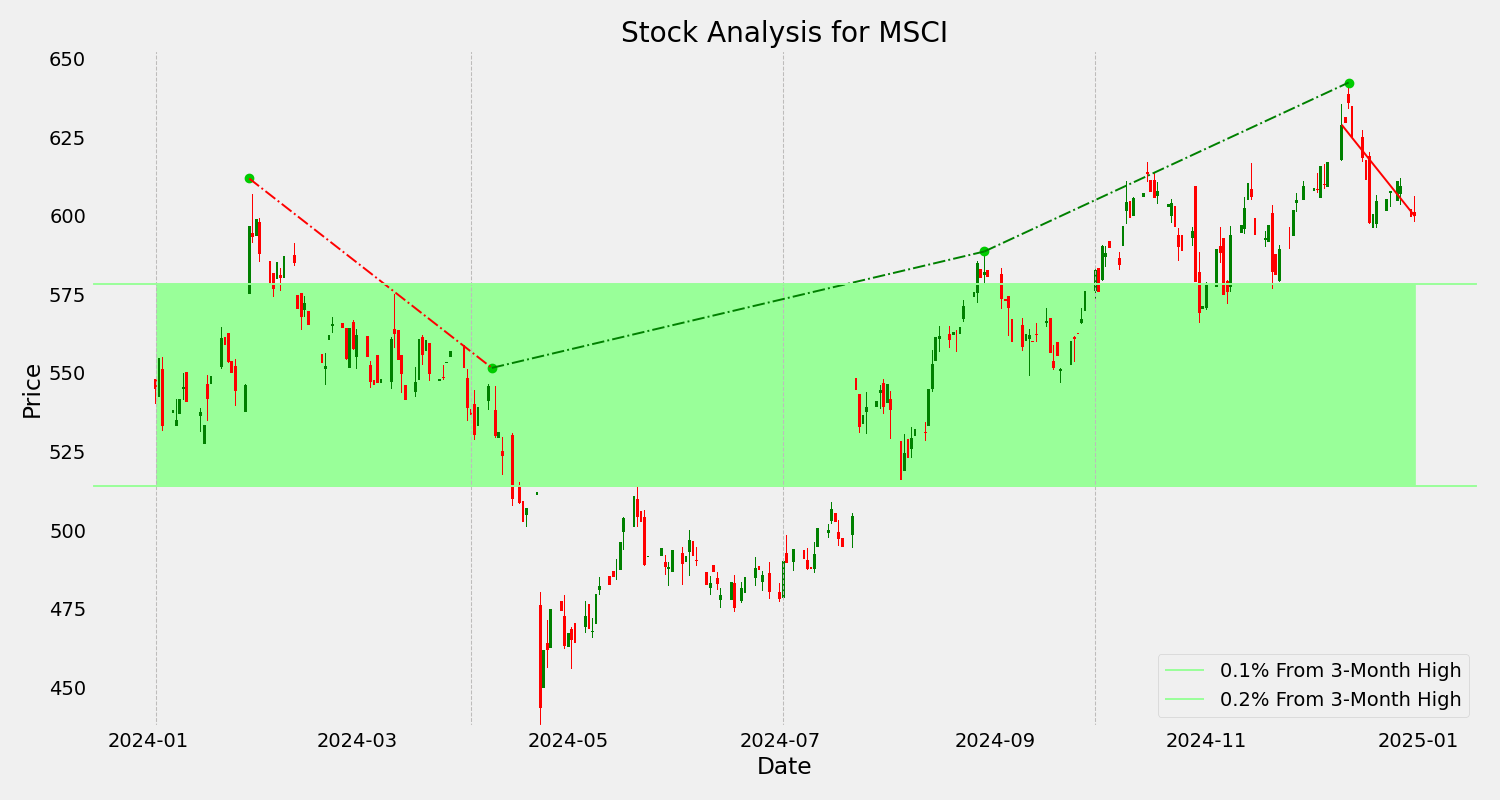 Stock Analysis for MSCI
Price
650
625
600
575
550
525
500
475
450
0.1% From 3-Month High
0.2% From 3-Month High
2024-01 2024-03 2024-05 2024-07 2024-09 2024-11 2025-01
Date